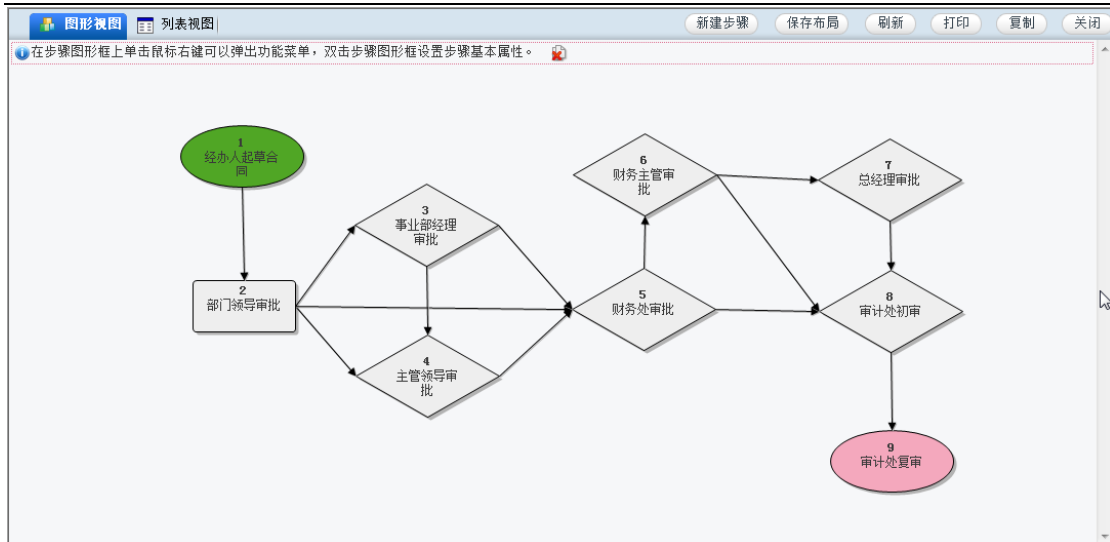 图形视图 列表视图 新建步骤 保存布局 刷新 打印 复制 关闭
在步骤图形框上单击鼠标右键可以弹出功能菜单，双击步骤图形框设置步骤基本属性。
1
经办人起草合
同
2
部门领导审批
3
事业部经理
审批
4
主管领导审
批
5
财务处审批
6
财务主管审
批
7
总经理审批
8
审计处初审
9
审计处复审